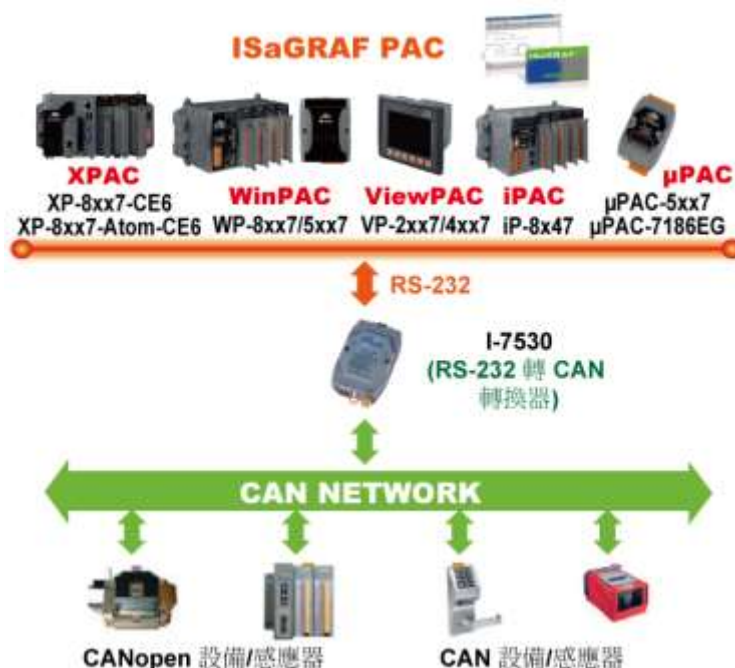 ISaGRAF PAC
ISaGRAF
XPAC
XP-8xx7-CE6
XP-8xx7-Atom-CE6
WinPAC
WP-8xx7/5xx7
ViewPAC
VP-2xx7/4xx7
iPAC
iP-8x47
µPAC
µPAC-5xx7
µPAC-7186EG
RS-232
I-7530
(RS-232 轉 CAN
轉換器)
CAN NETWORK
CANopen 設備/感應器
CAN 設備/感應器